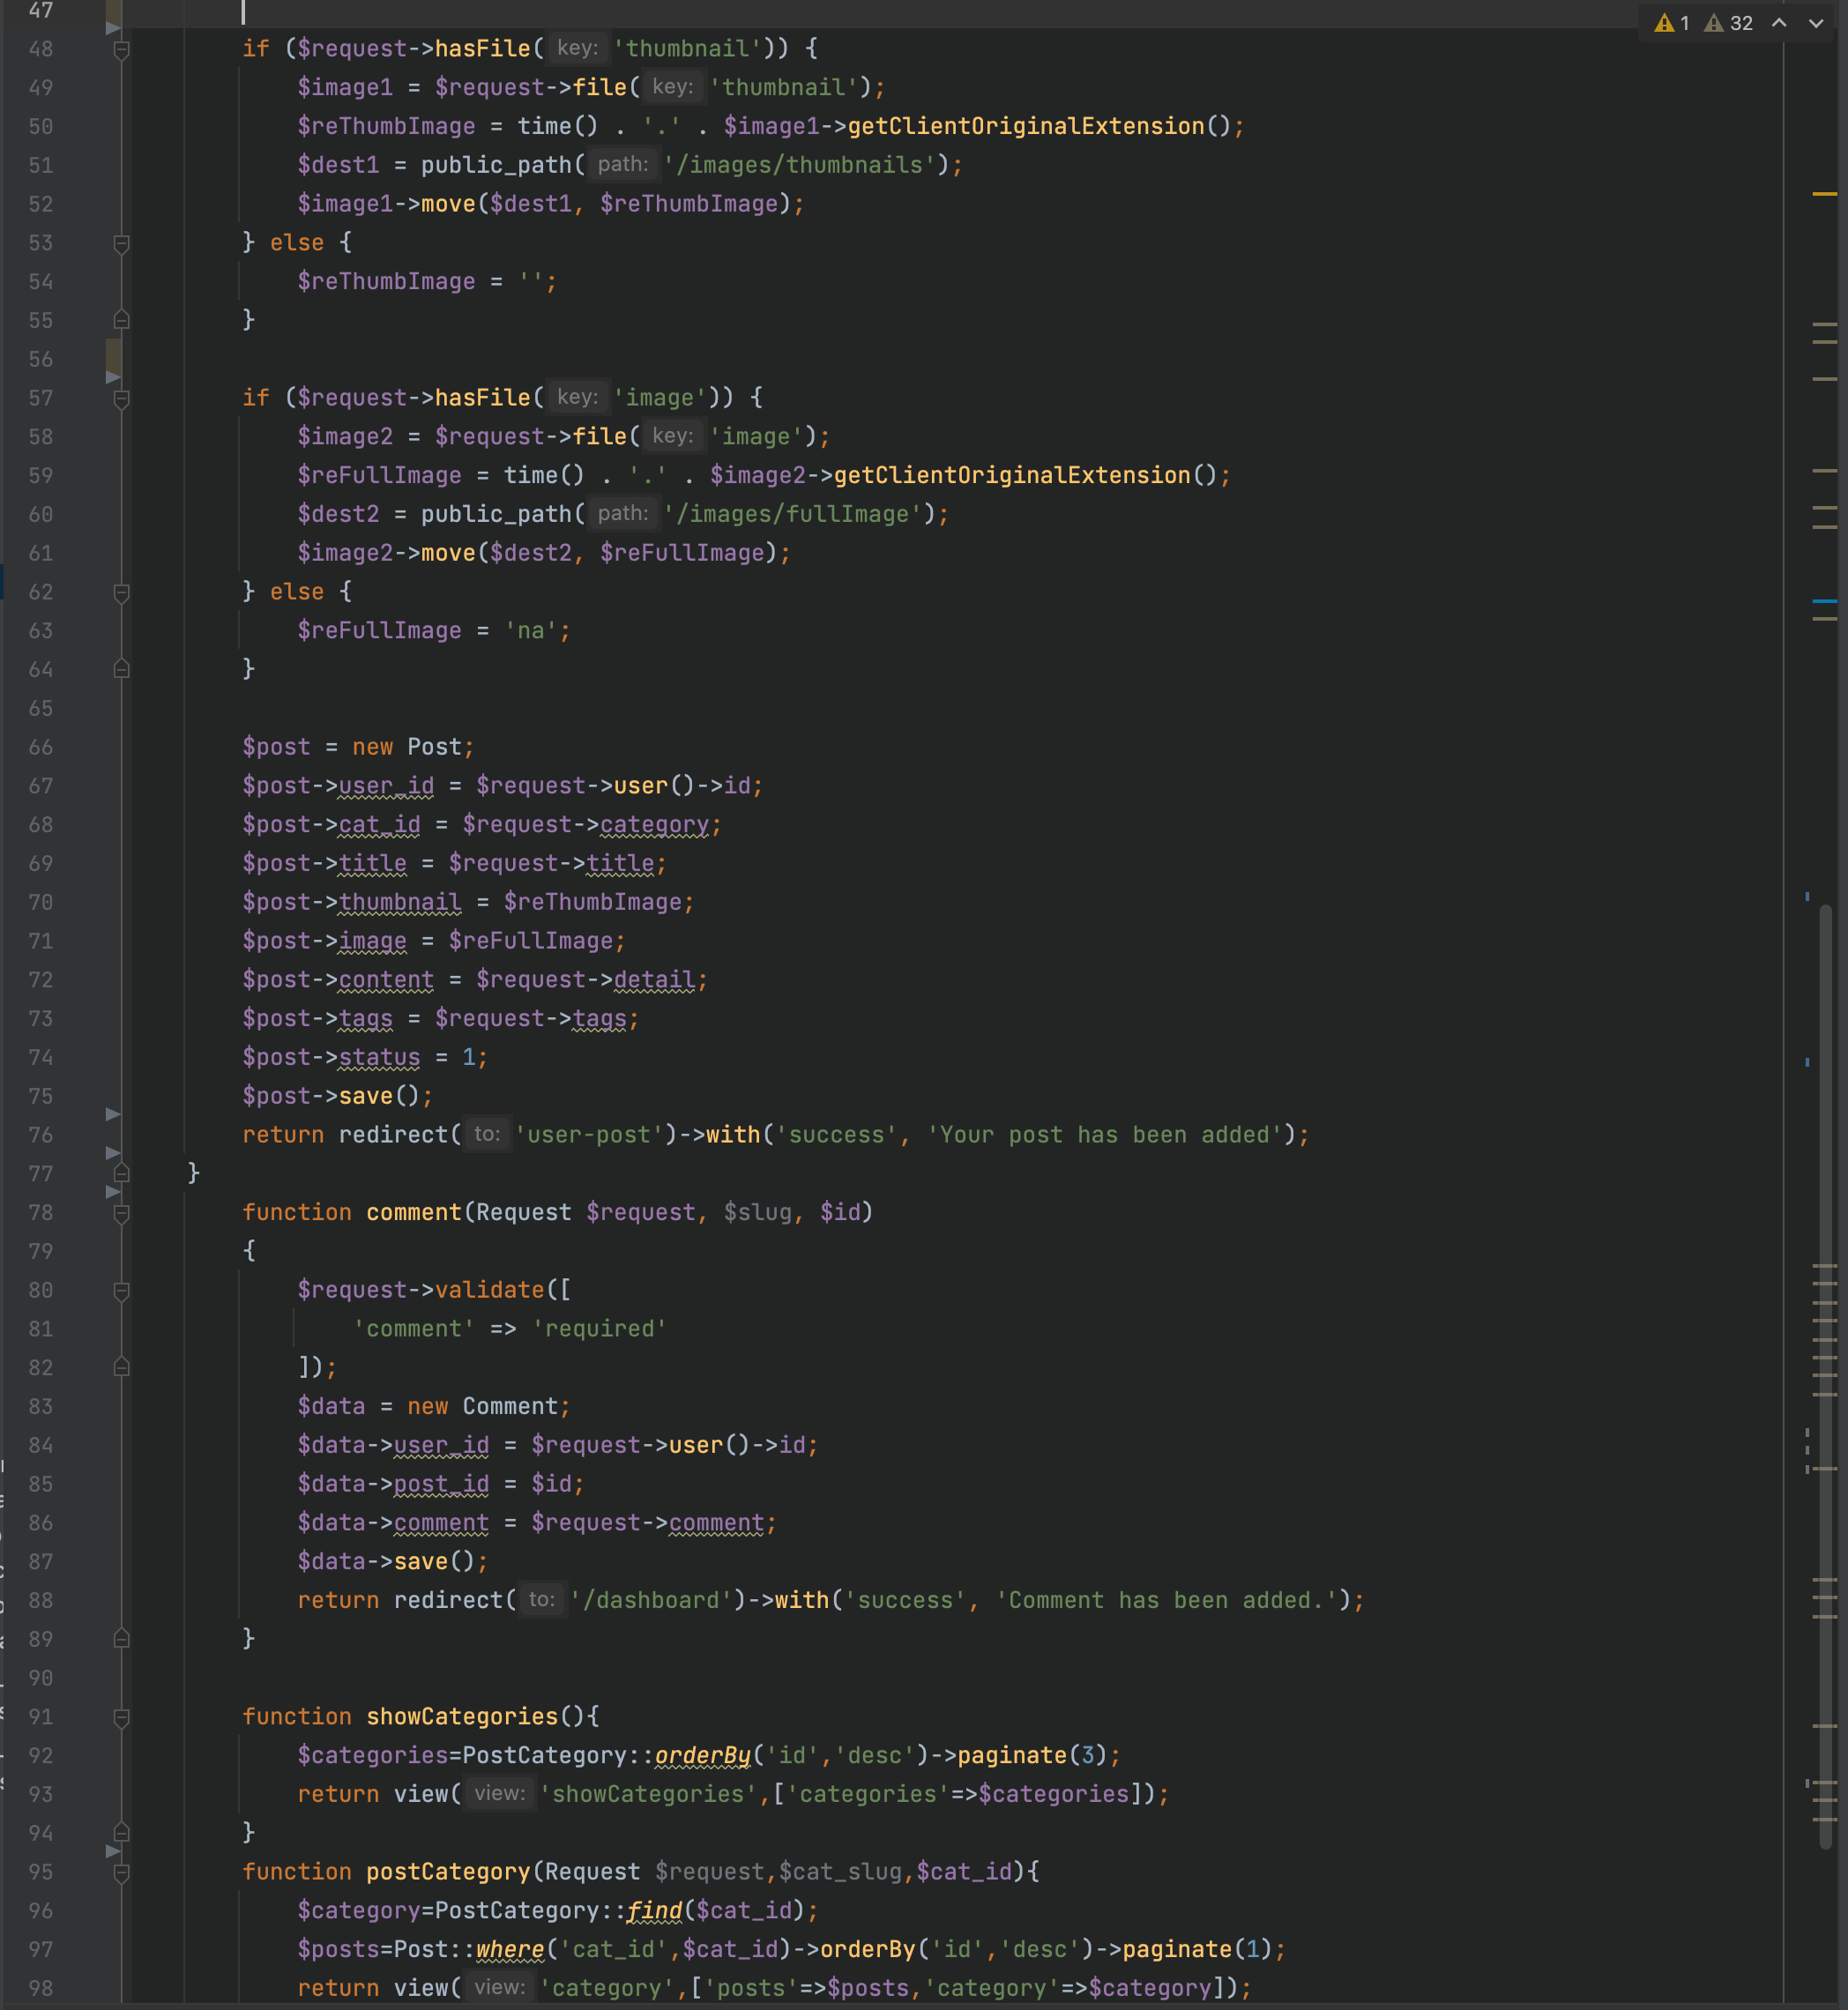 47
1 32
48 if ($request->hasFile( key: 'thumbnail')) {
49 $image1 = $request->file( key: 'thumbnail');
50 $reThumbImage = time() . '.' . $image1->getClientOriginalExtension();
51 $dest1 = public_path( path: '/images/thumbnails');
52 $image1->move($dest1, $reThumbImage);
53 } else {
54 $reThumbImage = '';
55 }
56
57 if ($request->hasFile( key: 'image')) {
58 $image2 = $request->file( key: 'image');
59 $reFullImage = time() . '.' . $image2->getClientOriginalExtension();
60 $dest2 = public_path( path: '/images/fullImage');
61 $image2->move($dest2, $reFullImage);
62 } else {
63 $reFullImage = 'na';
64 }
65
66 $post = new Post;
67 $post->user_id = $request->user()->id;
68 $post->cat_id = $request->category;
69 $post->title = $request->title;
70 $post->thumbnail = $reThumbImage;
71 $post->image = $reFullImage;
72 $post->content = $request->detail;
73 $post->tags = $request->tags;
74 $post->status = 1;
75 $post->save();
76 return redirect( to: 'user-post')->with('success', 'Your post has been added');
77 }
78 function comment(Request $request, $slug, $id)
79 {
80 $request->validate([
81 'comment' => 'required'
82 ]);
83 $data = new Comment;
84 $data->user_id = $request->user()->id;
85 $data->post_id = $id;
86 $data->comment = $request->comment;
87 $data->save();
88 return redirect( to: '/dashboard')->with('success', 'Comment has been added.');
89 }
90
91 function showCategories(){
92 $categories=PostCategory::orderBy('id','desc')->paginate(3);
93 return view( view: 'showCategories',['categories'=>$categories]);
94 }
95 function postCategory(Request $request,$cat_slug,$cat_id){
96 $category=PostCategory::find($cat_id);
97 $posts=Post::where('cat_id',$cat_id)->orderBy('id','desc')->paginate(1);
98 return view( view: 'category',['posts'=>$posts,'category'=>$category]);